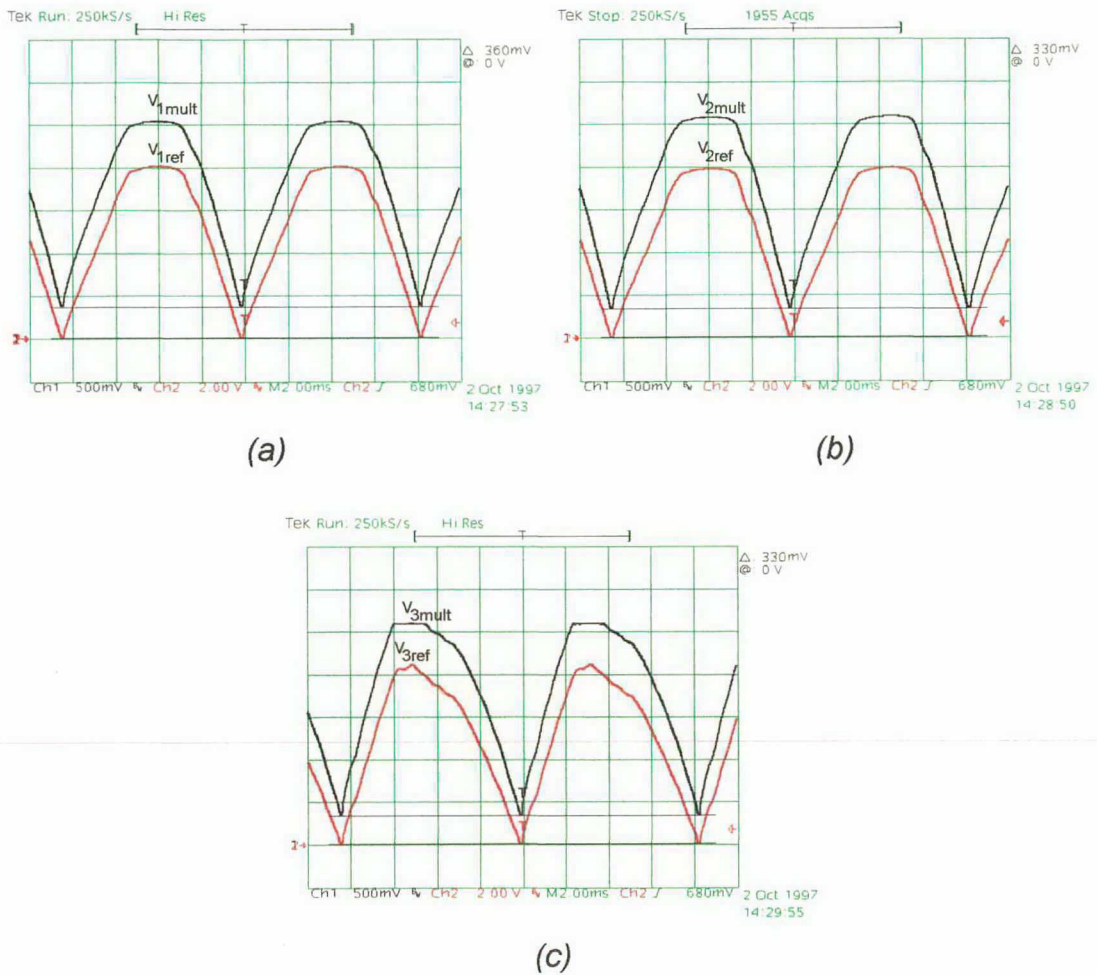 Tek Run: 250kS/s Hi Res
Δ: 360mV
@: 0 V
V1mult
V1ref
T
T
Ch1 500mV Ch2 2.00 V M2.00ms Ch2 680mV
2 Oct 1997
14:27:53
(a)
Tek Stop: 250kS/s 1955 Acqs
Δ: 330mV
@: 0 V
V2mult
V2ref
T
T
Ch1 500mV Ch2 2.00 V M2.00ms Ch2 680mV
2 Oct 1997
14:28:50
(b)
Tek Run: 250kS/s Hi Res
Δ: 330mV
@: 0 V
V3mult
V3ref
T
T
Ch1 500mV Ch2 2.00 V M2.00ms Ch2 680mV
2 Oct 1997
14:29:55
(c)